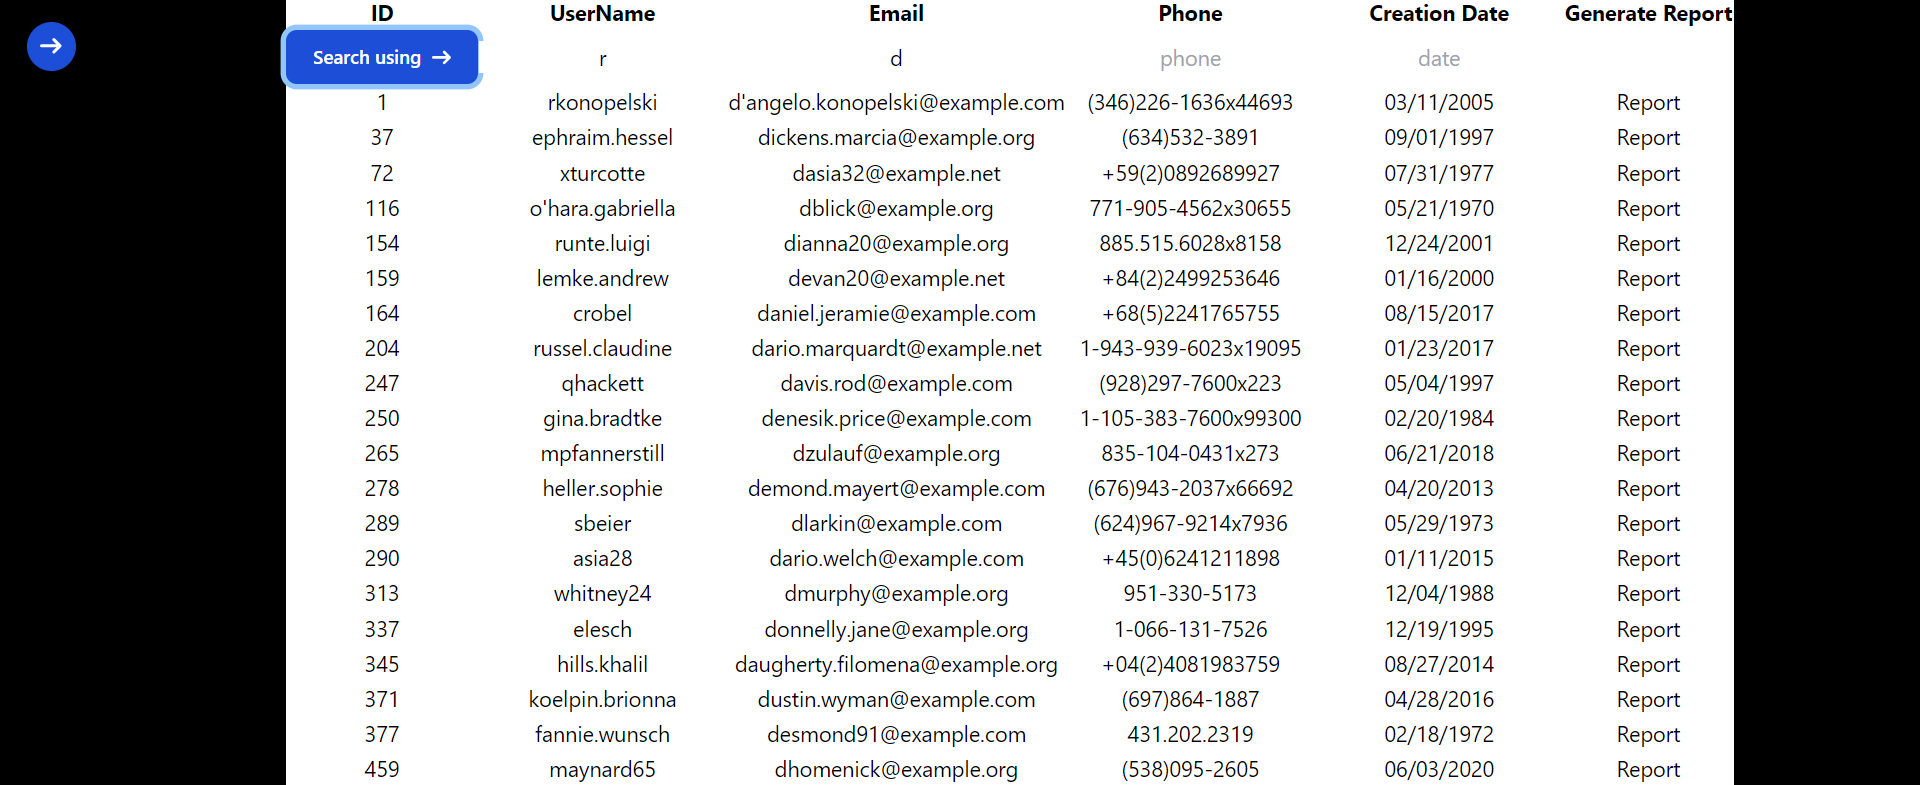 ID UserName Email Phone Creation Date Generate Report
Search using r d phone date
1 rkonopelski d'angelo.konopelski@example.com (346)226-1636x44693 03/11/2005 Report
37 ephraim.hessel dickens.marcia@example.org (634)532-3891 09/01/1997 Report
72 xturcotte dasia32@example.net +59(2)0892689927 07/31/1977 Report
116 o'hara.gabriella dblick@example.org 771-905-4562x30655 05/21/1970 Report
154 runte.luigi dianna20@example.org 885.515.6028x8158 12/24/2001 Report
159 lemke.andrew devan20@example.net +84(2)2499253646 01/16/2000 Report
164 crobel daniel.jeramie@example.com +68(5)2241765755 08/15/2017 Report
204 russel.claudine dario.marquardt@example.net 1-943-939-6023x19095 01/23/2017 Report
247 qhackett davis.rod@example.com (928)297-7600x223 05/04/1997 Report
250 gina.bradtke denesik.price@example.com 1-105-383-7600x99300 02/20/1984 Report
265 mpfannerstill dzulauf@example.org 835-104-0431x273 06/21/2018 Report
278 heller.sophie demond.mayert@example.com (676)943-2037x66692 04/20/2013 Report
289 sbeier dlarkin@example.com (624)967-9214x7936 05/29/1973 Report
290 asia28 dario.welch@example.com +45(0)6241211898 01/11/2015 Report
313 whitney24 dmurphy@example.org 951-330-5173 12/04/1988 Report
337 elesch donnelly.jane@example.org 1-066-131-7526 12/19/1995 Report
345 hills.khalil daugherty.filomena@example.org +04(2)4081983759 08/27/2014 Report
371 koelpin.brionna dustin.wyman@example.com (697)864-1887 04/28/2016 Report
377 fannie.wunsch desmond91@example.com 431.202.2319 02/18/1972 Report
459 maynard65 dhomenick@example.org (538)095-2605 06/03/2020 Report